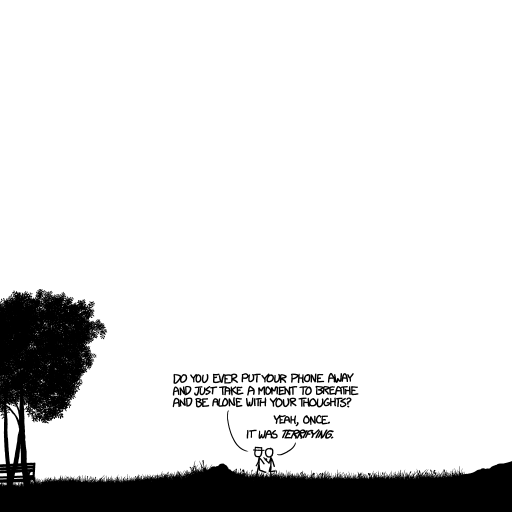 DO YOU EVER PUT YOUR PHONE AWAY
AND JUST TAKE A MOMENT TO BREATHE
AND BE ALONE WITH YOUR THOUGHTS?
YEAH, ONCE.
IT WAS TERRIFYING.